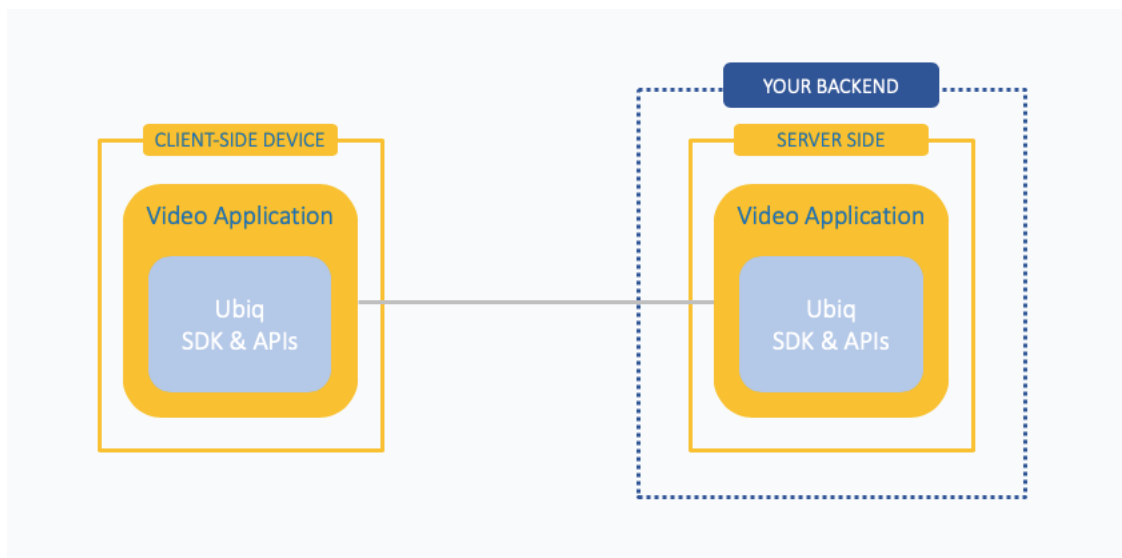 YOUR BACKEND
CLIENT-SIDE DEVICE
SERVER SIDE
Video Application
Video Application
Ubiq
SDK & APIs
Ubiq
SDK & APIs